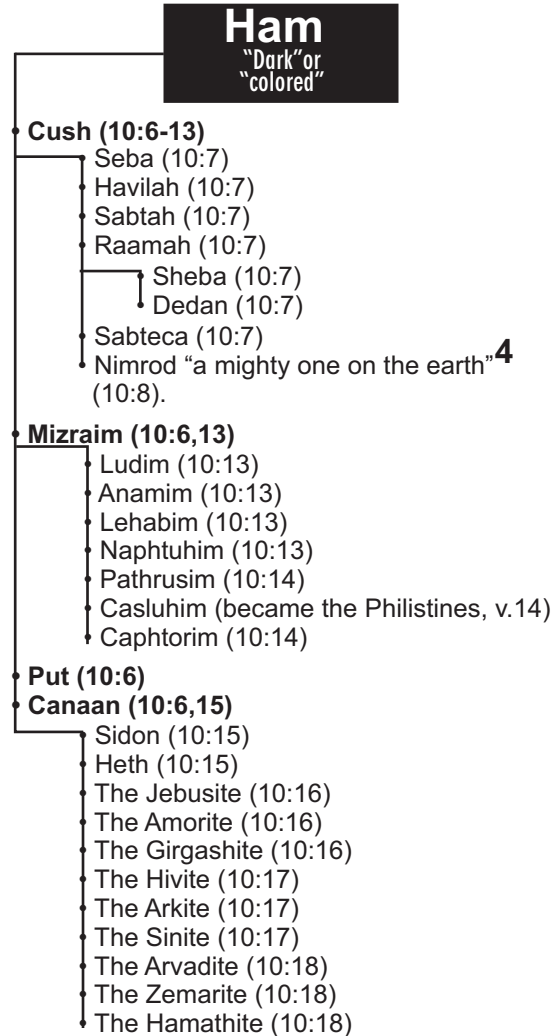 Ham
“Dark”or
“colored”
Cush (10:6-13)
Seba (10:7)
Havilah (10:7)
Sabtah (10:7)
Raamah (10:7)
Sheba (10:7)
Dedan (10:7)
Sabteca (10:7)
Nimrod “a mighty one on the earth”4
(10:8).
Mizraim (10:6,13)
Ludim (10:13)
Anamim (10:13)
Lehabim (10:13)
Naphtuhim (10:13)
Pathrusim (10:14)
Casluhim (became the Philistines, v.14)
Caphtorim (10:14)
Put (10:6)
Canaan (10:6,15)
Sidon (10:15)
Heth (10:15)
The Jebusite (10:16)
The Amorite (10:16)
The Girgashite (10:16)
The Hivite (10:17)
The Arkite (10:17)
The Sinite (10:17)
The Arvadite (10:18)
The Zemarite (10:18)
The Hamathite (10:18)